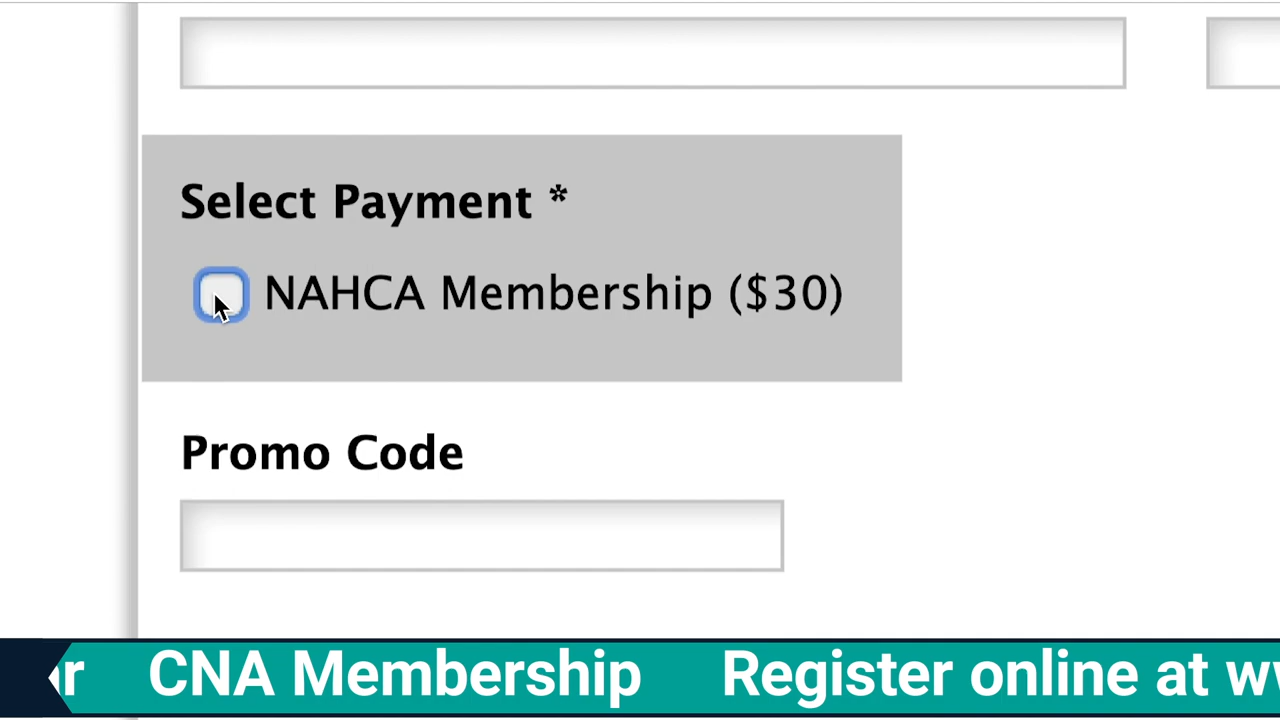 Select Payment *
NAHCA Membership ($30)
Promo Code
CNA Membership Register online at